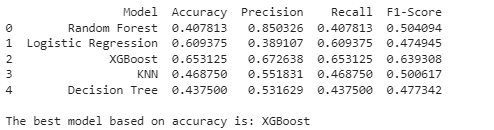 Model Accuracy Precision Recall F1-Score
0 Random Forest 0.407813 0.850326 0.407813 0.504094
1 Logistic Regression 0.609375 0.389107 0.609375 0.474945
2 XGBoost 0.653125 0.672638 0.653125 0.639308
3 KNN 0.468750 0.551831 0.468750 0.500617
4 Decision Tree 0.437500 0.531629 0.437500 0.477342
The best model based on accuracy is: XGBoost